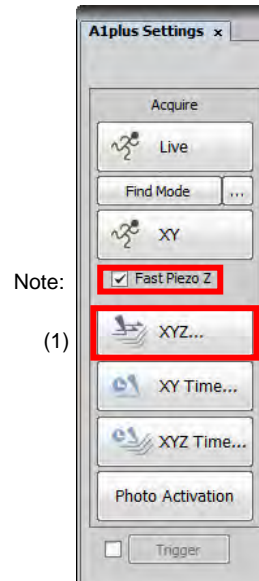 A1plus Settings x
Acquire
Live
Find Mode ...
XY
Note: Fast Piezo Z
(1) XYZ...
XY Time...
XYZ Time...
Photo Activation
Trigger